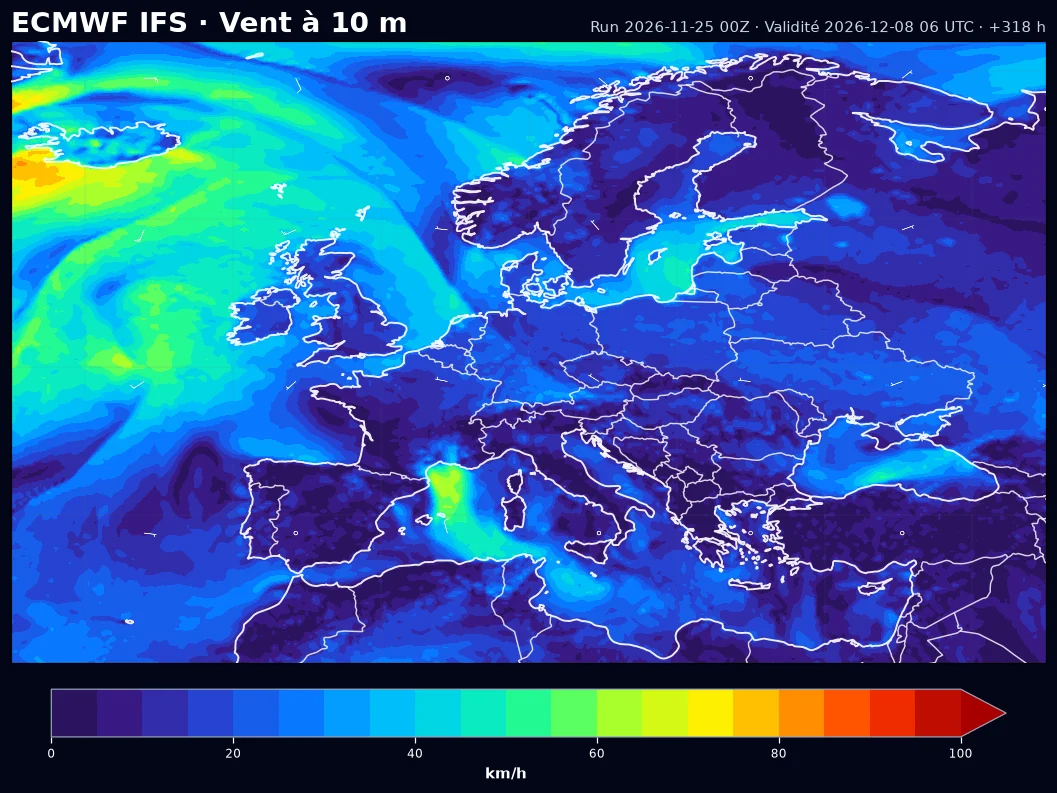 ECMWF IFS · Vent à 10 m
Run 2026-11-25 00Z · Validité 2026-12-08 06 UTC · +318 h
0 20 40 60 80 100
km/h